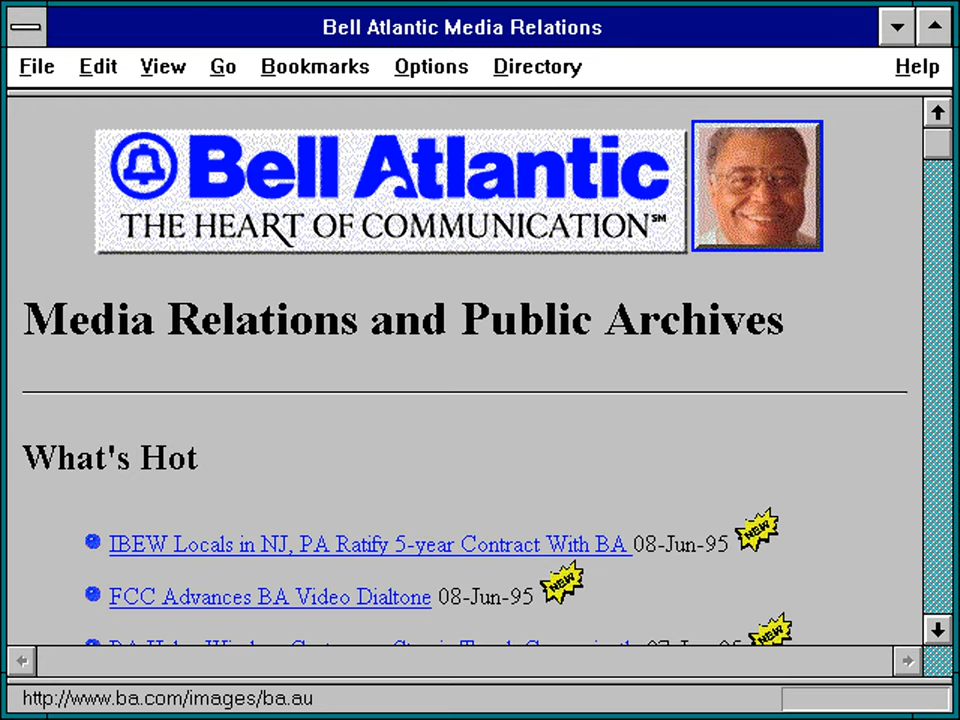 Bell Atlantic Media Relations
File Edit View Go Bookmarks Options Directory Help
Bell Atlantic
THE HEART OF COMMUNICATION℠
Media Relations and Public Archives
What's Hot
IBEW Locals in NJ, PA Ratify 5-year Contract With BA 08-Jun-95 NEW
FCC Advances BA Video Dialtone 08-Jun-95 NEW
NEW
http://www.ba.com/images/ba.au